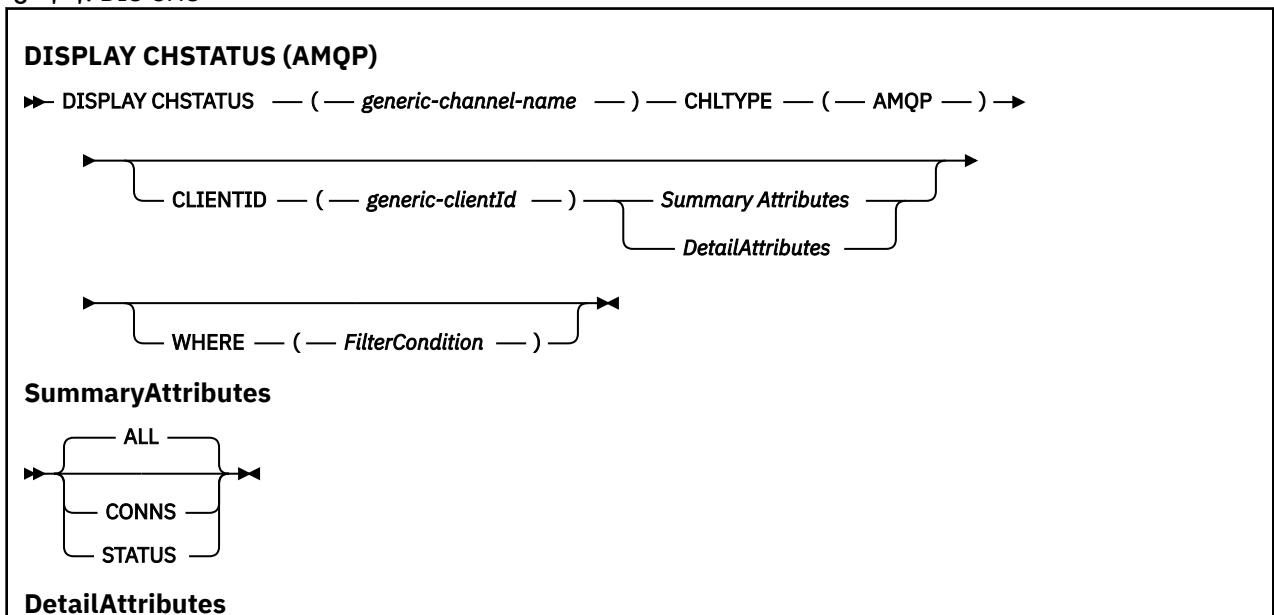 DISPLAY CHSTATUS (AMQP)
DISPLAY CHSTATUS ( generic-channel-name ) CHLTYPE ( AMQP )
CLIENTID ( generic-clientId ) Summary Attributes
DetailAttributes
WHERE ( FilterCondition )
SummaryAttributes
ALL
CONNS
STATUS
DetailAttributes